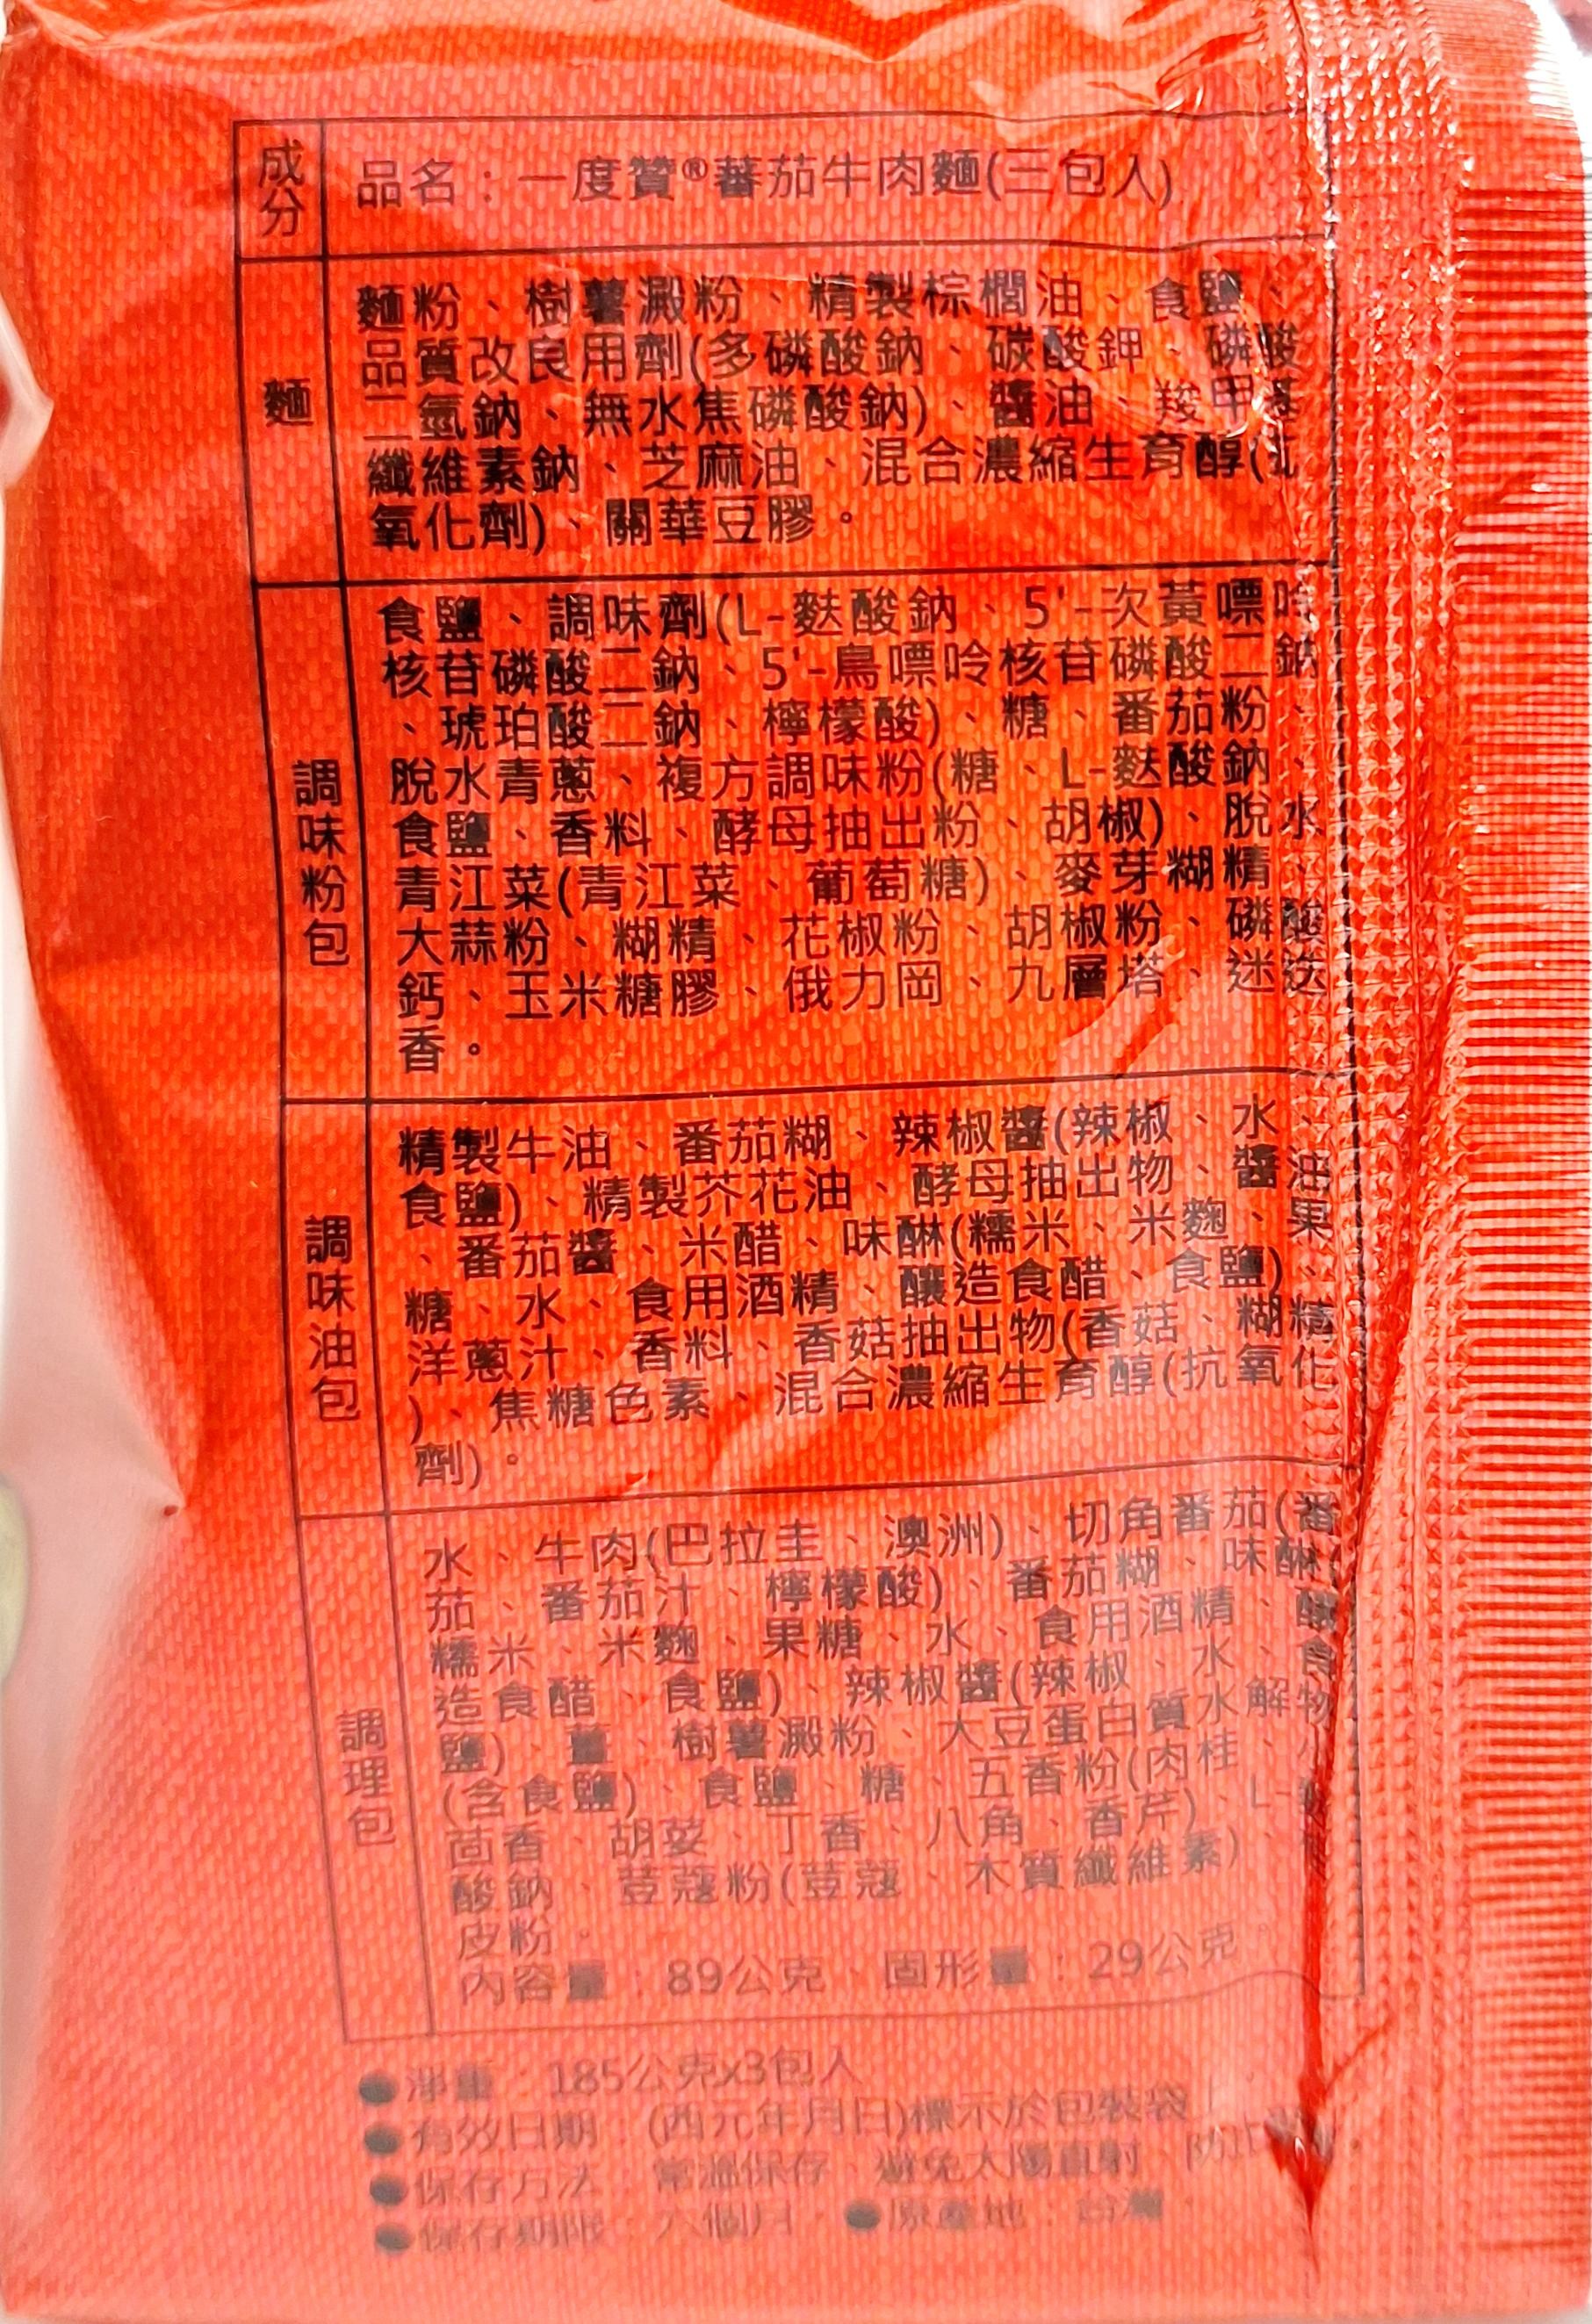 成分
品名：一度贊®蕃茄牛肉麵(三包入)
麵
麵粉、樹薯澱粉、精製棕櫚油、食鹽、
品質改良用劑(多磷酸鈉、碳酸鉀、磷酸
二氫鈉、無水焦磷酸鈉)、醬油、羧甲基
纖維素鈉、芝麻油、混合濃縮生育醇(抗
氧化劑)、關華豆膠。
調味粉包
食鹽、調味劑(L-麩酸鈉、5'-次黃嘌呤
核苷磷酸二鈉、5'-鳥嘌呤核苷磷酸二鈉
、琥珀酸二鈉、檸檬酸)、糖、番茄粉、
脫水青蔥、複方調味粉(糖、L-麩酸鈉、
食鹽、香料、酵母抽出粉、胡椒)、脫水
青江菜(青江菜、葡萄糖)、麥芽糊精、
大蒜粉、糊精、花椒粉、胡椒粉、磷酸
鈣、玉米糖膠、俄力岡、九層塔、迷迭
香。
調味油包
精製牛油、番茄糊、辣椒醬(辣椒、水、
食鹽)、精製芥花油、酵母抽出物、醬油
、番茄醬、米醋、味醂(糯米、米麴、果
糖、水、食用酒精、釀造食醋、食鹽)、
洋蔥汁、香料、香菇抽出物(香菇、糊精
)、焦糖色素、混合濃縮生育醇(抗氧化
劑)。
調理包
水、牛肉(巴拉圭、澳洲)、切角番茄(番
茄、番茄汁、檸檬酸)、番茄糊、味醂(
糯米、米麴、果糖、水、食用酒精、釀
造食醋、食鹽)、辣椒醬(辣椒、水、食
鹽)、薑、樹薯澱粉、大豆蛋白質水解物
(含食鹽)、食鹽、糖、五香粉(肉桂、小
茴香、胡荽、丁香、八角、香芹)、L-麩
酸鈉、荳蔻粉(荳蔻、木質纖維素)、
皮粉。
內容量：89公克、固形量：29公克。
●淨重：185公克x3包入
●有效日期：(西元年月日)標示於包裝袋
●保存方法：常溫保存、避免太陽直射、防止
●保存期限：六個月 ●原產地：台灣